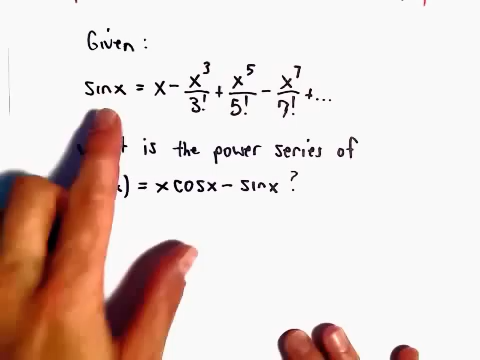 Given:
sinx = x - x^3/3! + x^5/5! - x^7/7! + ...
is the power series of
) = x cosx - sinx ?